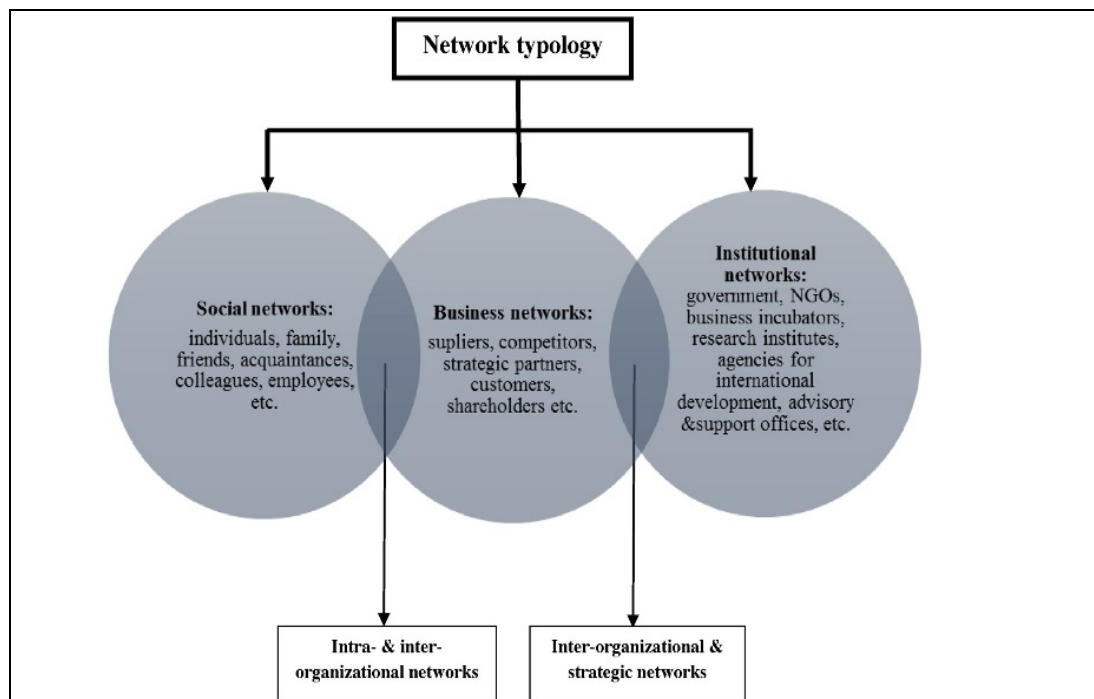 Network typology
Social networks:
individuals, family,
friends, acquaintances,
colleagues, employees,
etc.
Business networks:
supliers, competitors,
strategic partners,
customers,
shareholders etc.
Institutional
networks:
government, NGOs,
business incubators,
research institutes,
agencies for
international
development, advisory
&support offices, etc.
Intra- & inter-
organizational networks
Inter-organizational &
strategic networks